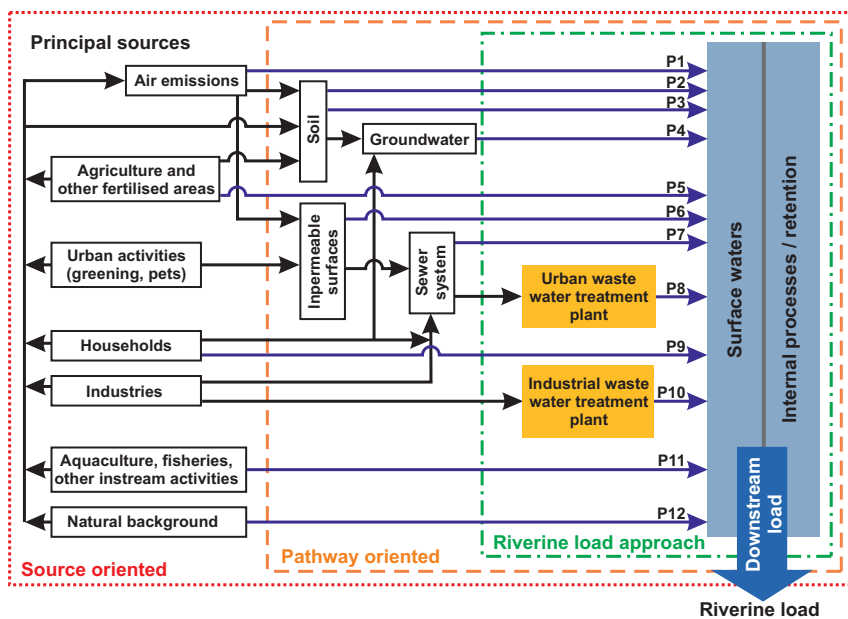 Principal sources
Air emissions
Soil
Groundwater
Agriculture and
other fertilised areas
Urban activities
(greening, pets)
Inpermeable
surfaces
Sewer
system
Urban waste
water treatment
plant
Households
Industries
Industrial waste
water treatment
plant
Aquaculture, fisheries,
other instream activities
Natural background
P1
P2
P3
P4
P5
P6
P7
P8
P9
P10
P11
P12
Surface waters
Internal processes / retention
Downstream
load
Riverine load approach
Pathway oriented
Source oriented
Riverine load